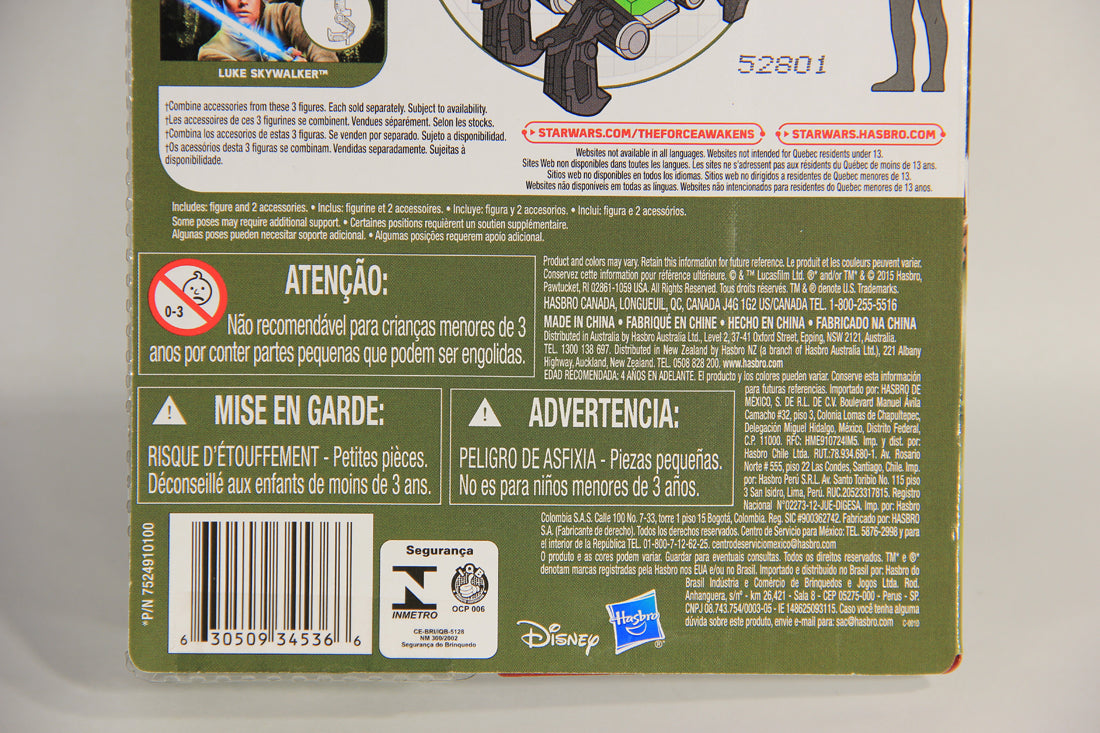 LUKE SKYWALKER™
†Combine accessories from these 3 figures. Each sold separately. Subject to availability.
†Les accessoires de ces 3 figurines se combinent. Vendues séparément. Selon les stocks.
†Combina los accesorios de estas 3 figuras. Se venden por separado. Sujeto a disponibilidad.
†Os acessórios desta 3 figuras se combinam. Vendidas separadamente. Sujeitas à
disponibilidade.
52801
STARWARS.COM/THEFORCEAWAKENS
STARWARS.HASBRO.COM
Websites not available in all languages. Websites not intended for Quebec residents under 13.
Sites Web non disponibles dans toutes les langues. Les sites ne s'adressent pas aux résidents du Québec de moins de 13 ans.
Sitios web no disponibles en todos los idiomas. Sitios web no dirigidos a residentes de Quebec menores de 13.
Websites não disponíveis em todas as línguas. Websites não intencionados para residentes do Quebec menores de 13 anos.
Includes: figure and 2 accessories. • Inclus: figurine et 2 accessoires. • Incluye: figura y 2 accesorios. • Inclui: figura e 2 acessórios.
Some poses may require additional support. • Certaines positions requièrent un soutien supplémentaire.
Algunas poses pueden necesitar soporte adicional. • Algumas posições requerem apoio adicional.
0-3
ATENÇÃO:
Não recomendável para crianças menores de 3
anos por conter partes pequenas que podem ser engolidas.
MISE EN GARDE:
RISQUE D'ÉTOUFFEMENT - Petites pièces.
Déconseillé aux enfants de moins de 3 ans.
ADVERTENCIA:
PELIGRO DE ASFIXIA - Piezas pequeñas.
No es para niños menores de 3 años.
Product and colors may vary. Retain this information for future reference. Le produit et les couleurs peuvent varier.
Conservez cette information pour référence ultérieure. © & ™ Lucasfilm Ltd. ®* and/or TM* & © 2015 Hasbro,
Pawtucket, RI 02861-1059 USA. All Rights Reserved. Tous droits réservés. TM & ® denote U.S. Trademarks.
HASBRO CANADA, LONGUEUIL, QC, CANADA J4G 1G2 US/CANADA TEL. 1-800-255-5516
MADE IN CHINA • FABRIQUÉ EN CHINE • HECHO EN CHINA • FABRICADO NA CHINA
Distributed in Australia by Hasbro Australia Ltd., Level 2, 37-41 Oxford Street, Epping, NSW 2121, Australia.
TEL. 1300 138 697. Distributed in New Zealand by Hasbro NZ (a branch of Hasbro Australia Ltd.), 221 Albany
Highway, Auckland, New Zealand. TEL. 0508 828 200. www.hasbro.com
EDAD RECOMENDADA: 4 AÑOS EN ADELANTE. El producto y los colores pueden variar. Conserve esta información
para futuras referencias. Importado por: HASBRO DE
MÉXICO, S. DE R.L. DE C.V. Boulevard Manuel Ávila
Camacho #32, piso 3, Colonia Lomas de Chapultepec,
Delegación Miguel Hidalgo, México, Distrito Federal,
C.P. 11000. RFC: HME910724IM5. Imp. y dist. por:
Hasbro Chile Ltda. RUT.:78.934.680-1. Av. Rosario
Norte # 555, piso 22 Las Condes, Santiago, Chile. Imp.
por: Hasbro Perú S.R.L. Av. Santo Toribio No. 115 piso
3 San Isidro, Lima, Perú. RUC.20523317815. Registro
Nacional N°02273-12-JUE-DIGESA. Imp. por: Hasbro
Colombia S.A.S. Calle 100 No. 7-33, torre 1 piso 15 Bogotá, Colombia. Reg. SIC #900362742. Fabricado por: HASBRO
S.A. (Fabricante de derecho). Todos los derechos reservados. Centro de Servicio para México: TEL. 5876-2998 y para
el interior de la República TEL. 01-800-7-12-62-25. centrodeserviciomexico@hasbro.com
O produto e as cores podem variar. Guardar para eventuais consultas. Todos os direitos reservados. TM* e ®*
denotam marcas registradas pela Hasbro nos EUA e/ou no Brasil. Importado e distribuído no Brasil por: Hasbro do
Brasil Indústria e Comércio de Brinquedos e Jogos Ltda. Rod.
Anhanguera, s/n° - km 26,421 - Sala 8 - CEP 05275-000 - Perus - SP.
CNPJ 08.743.754/0003-05 - IE 148625093115. Caso você tenha alguma
dúvida sobre este produto, envie e-mail para: sac@hasbro.com C-001D
*P/N 7524910100
6 30509 34536 6
Segurança
INMETRO
IQB
OCP 006
CE-BRI/IQB-5128
NM 300/2002
Segurança do Brinquedo
Disney
Hasbro
®